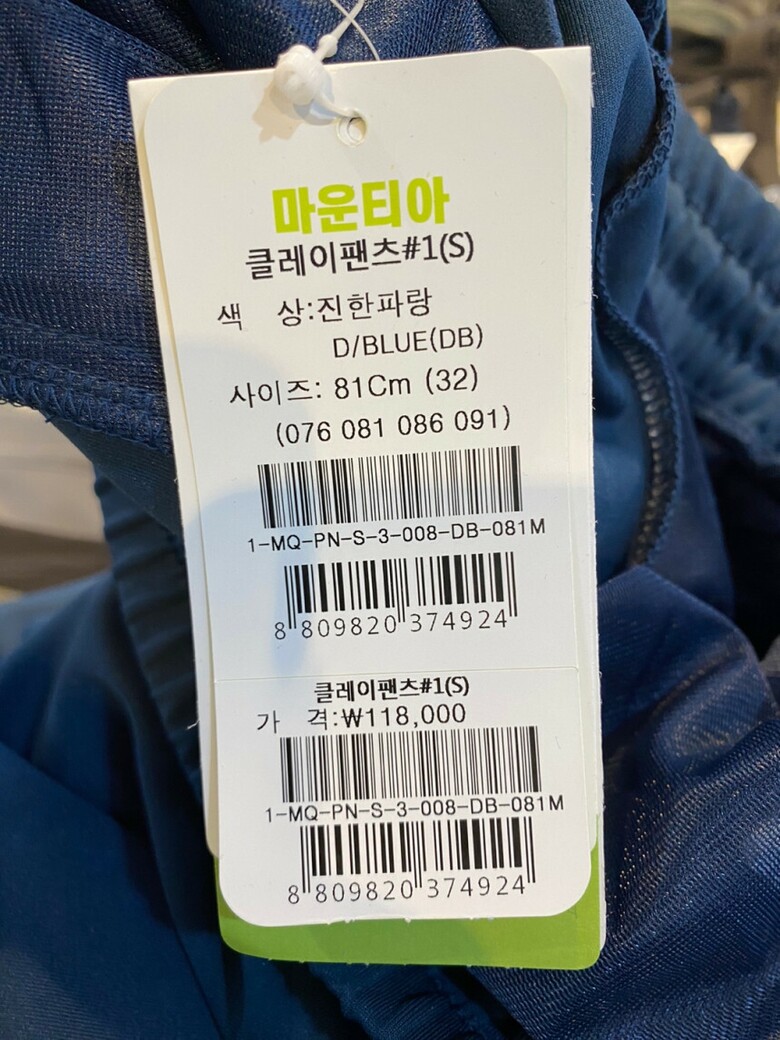 마운티아
클레이팬츠#1(S)
색 상:진한파랑
D/BLUE(DB)
사이즈: 81Cm (32)
(076 081 086 091)
1-MQ-PN-S-3-008-DB-081M
8 809820 374924
클레이팬츠#1(S)
가 격:₩118,000
1-MQ-PN-S-3-008-DB-081M
8 809820 374924